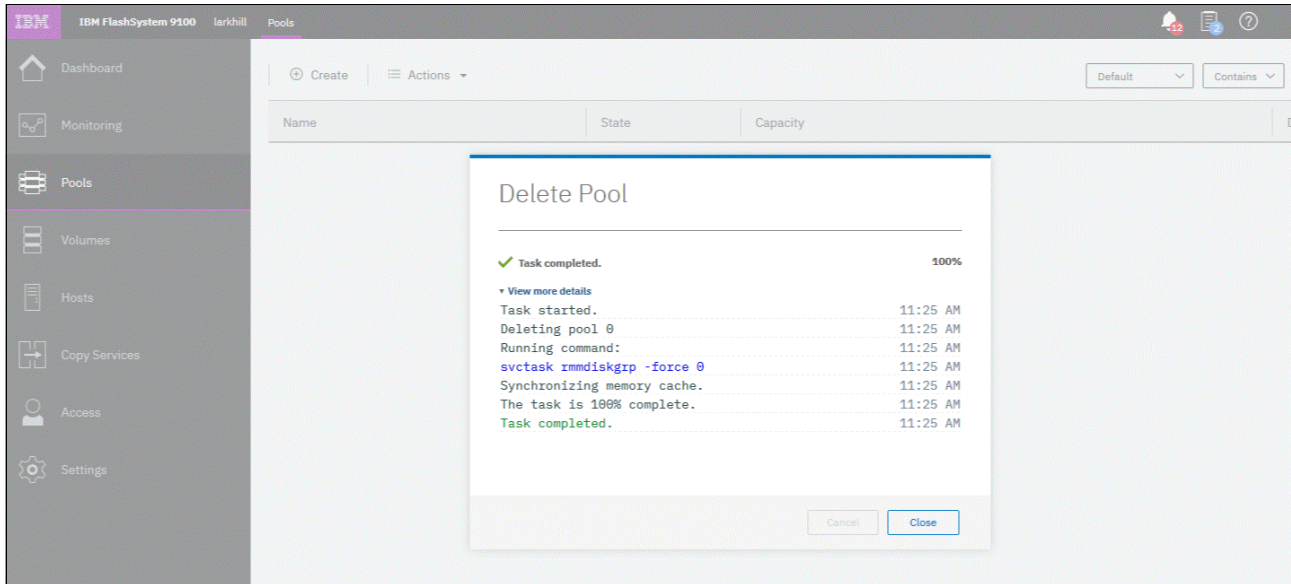 IBM IBM FlashSystem 9100 larkhill Pools 12 2
Dashboard
Create Actions Default Contains
Monitoring
Name State Capacity
Pools
Volumes
Hosts
Copy Services
Access
Settings
Delete Pool
Task completed. 100%
View more details
Task started. 11:25 AM
Deleting pool 0 11:25 AM
Running command: 11:25 AM
svctask rmmdiskgrp -force 0 11:25 AM
Synchronizing memory cache. 11:25 AM
The task is 100% complete. 11:25 AM
Task completed. 11:25 AM
Cancel Close